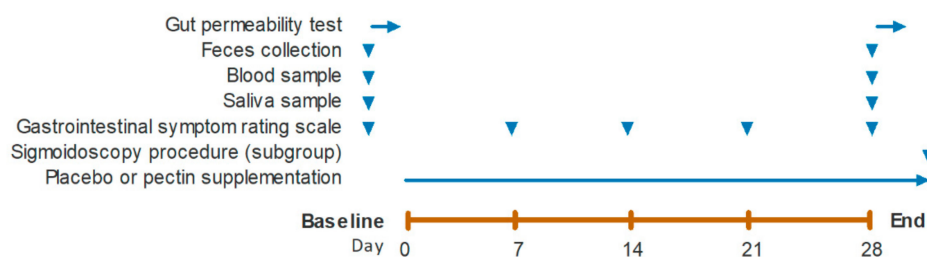 Gut permeability test
Feces collection
Blood sample
Saliva sample
Gastrointestinal symptom rating scale
Sigmoidoscopy procedure (subgroup)
Placebo or pectin supplementation
Baseline End
Day 0 7 14 21 28